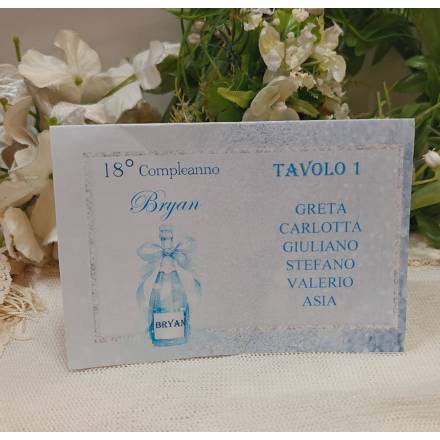 18° Compleanno
Bryan
BRYAN
TAVOLO 1
GRETA
CARLOTTA
GIULIANO
STEFANO
VALERIO
ASIA